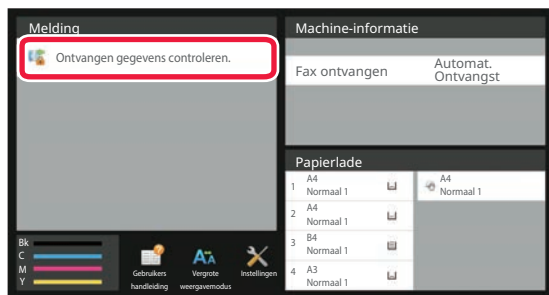 Melding
Ontvangen gegevens controleren.
Machine-informatie
Fax ontvangen
Automat.
Ontvangst
Papierlade
1 A4
Normaal 1
2 A4
Normaal 1
3 B4
Normaal 1
4 A3
Normaal 1
A4
Normaal 1
Bk
C
M
Y
Gebruikers
handleiding
Vergrote
weergavemodus
Instellingen